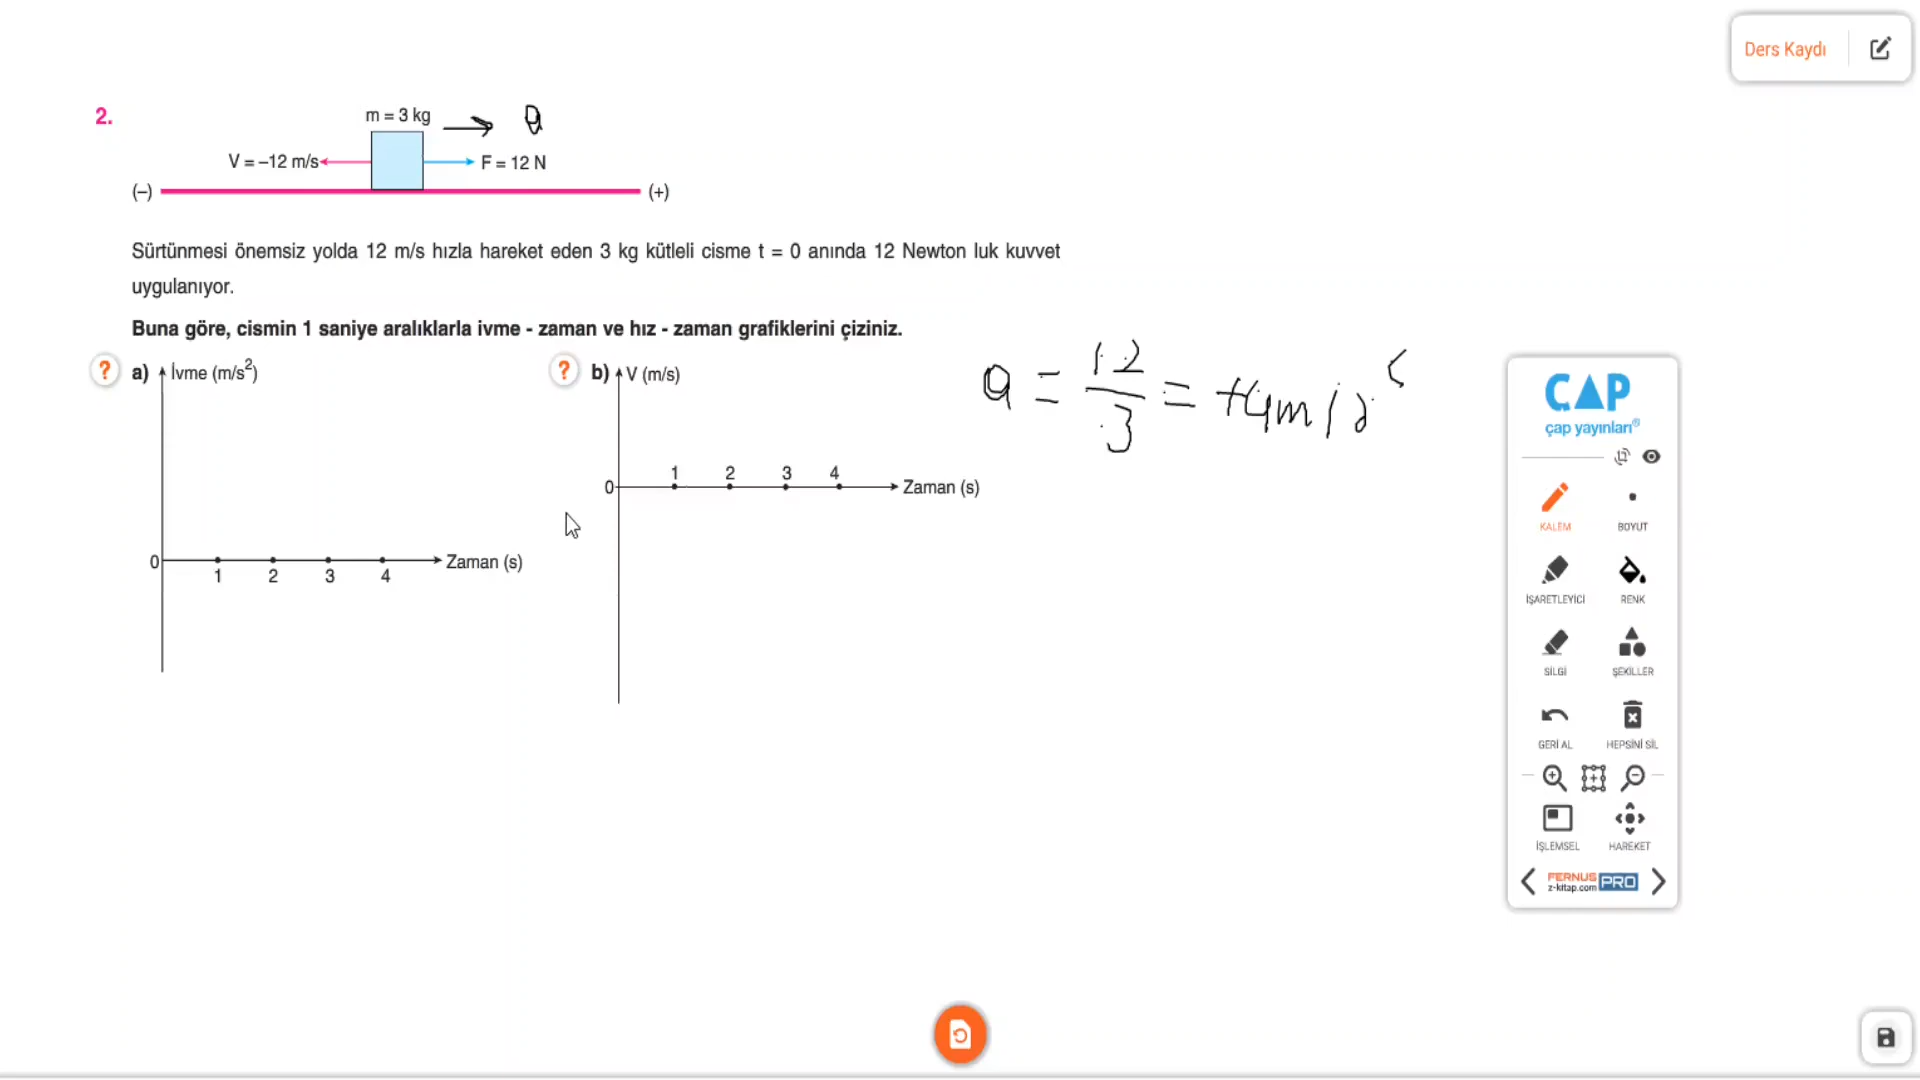 Ders Kaydı
2.
m = 3 kg
a
V = –12 m/s
F = 12 N
(–)
(+)
Sürtünmesi önemsiz yolda 12 m/s hızla hareket eden 3 kg kütleli cisme t = 0 anında 12 Newton luk kuvvet
uygulanıyor.
Buna göre, cismin 1 saniye aralıklarla ivme - zaman ve hız - zaman grafiklerini çiziniz.
? a) İvme (m/s²)
0
1 2 3 4
Zaman (s)
? b) V (m/s)
0
1 2 3 4
Zaman (s)
a = 12/3 = +4m/s
ÇAP
çap yayınları®
KALEM
BOYUT
İŞARETLEYİCİ
RENK
SİLGİ
ŞEKİLLER
GERİ AL
HEPSİNİ SİL
İŞLEMSEL
HAREKET
FERNUS
z-kitap.com
PRO